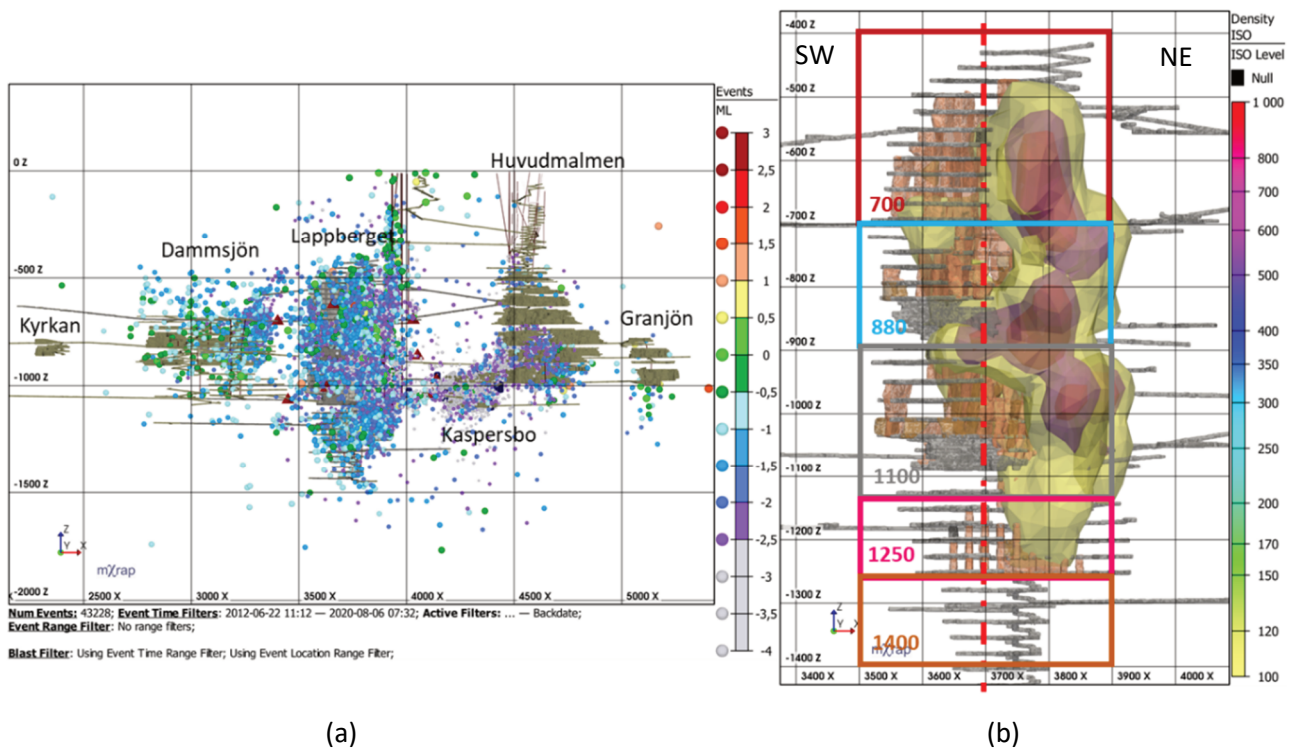 Events
ML
3
2,5
2
1,5
1
0,5
0
-0,5
-1
-1,5
-2
-2,5
-3
-3,5
-4
0 Z
-500 Z
-1000 Z
-1500 Z
-2000 Z
Huvudmalmen
Lappberget
Dammsjön
Kyrkan
Granjön
Kaspersbo
Z
Y X
mχrap
2500 X
3000 X
3500 X
4000 X
4500 X
5000 X
Num Events: 43228; Event Time Filters: 2012-06-22 11:12 — 2020-08-06 07:32; Active Filters: ... — Backdate;
Event Range Filter: No range filters;
Blast Filter: Using Event Time Range Filter; Using Event Location Range Filter;
(a)
-400 Z
SW
NE
-500 Z
-600 Z
700
-700 Z
-800 Z
880
-900 Z
-1000 Z
1100
-1100 Z
-1200 Z
1250
-1300 Z
Z
Y X
1400
mχrap
-1400 Z
3400 X
3500 X
3600 X
3700 X
3800 X
3900 X
4000 X
Density
ISO
ISO Level
Null
1 000
800
700
600
500
400
350
300
250
200
170
150
120
100
(b)